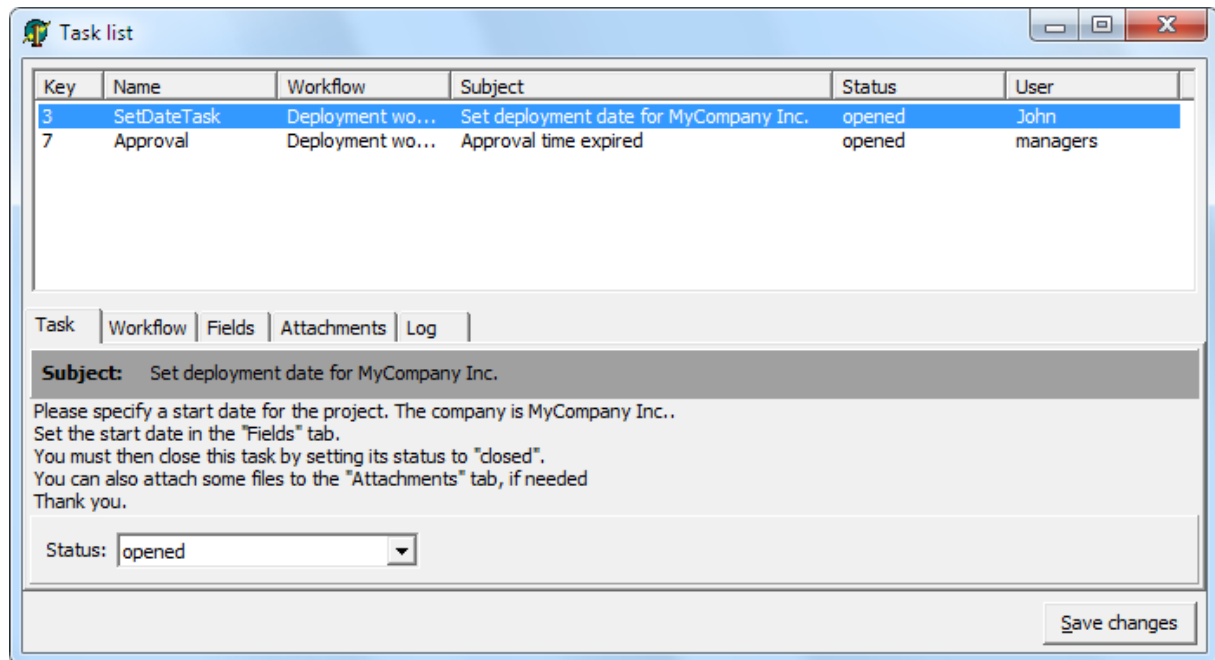 Task list
Key Name Workflow Subject Status User
3 SetDateTask Deployment wo... Set deployment date for MyCompany Inc. opened John
7 Approval Deployment wo... Approval time expired opened managers
Task Workflow Fields Attachments Log
Subject: Set deployment date for MyCompany Inc.
Please specify a start date for the project. The company is MyCompany Inc..
Set the start date in the "Fields" tab.
You must then close this task by setting its status to "closed".
You can also attach some files to the "Attachments" tab, if needed
Thank you.
Status: opened
Save changes